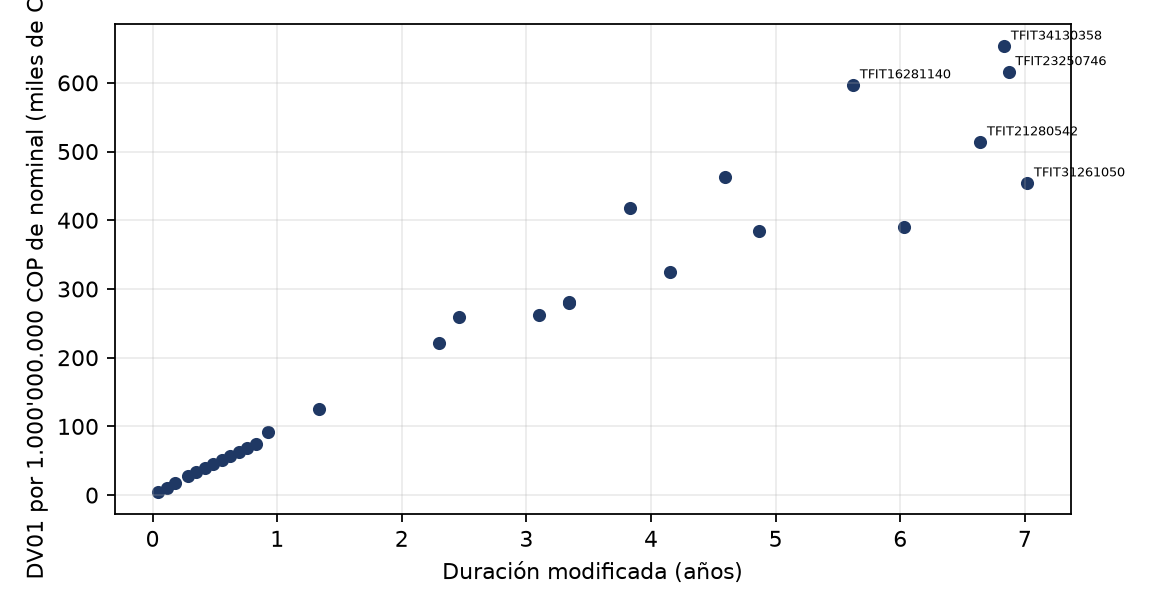 DV01 por 1.000'000.000 COP de nominal (miles de C
600
500
400
300
200
100
0
TFIT34130358
TFIT23250746
TFIT16281140
TFIT21280542
TFIT31261050
0 1 2 3 4 5 6 7
Duración modificada (años)